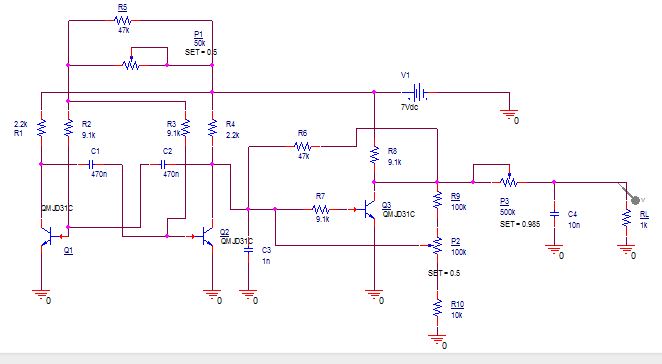 R5
47k
P1
50k
SET = 0.5
V1
7Vdc
0
2.2k
R1
R2
9.1k
R3
9.1k
R4
2.2k
R6
47k
R8
9.1k
C1
470n
C2
470n
R7
9.1k
Q3
QMJD31C
R9
100k
P3
500k
SET = 0.985
C4
10n
V
RL
1k
QMJD31C
Q1
Q2
QMJD31C
C3
1n
P2
100k
SET = 0.5
R10
10k
0
0
0
0
0
0
0